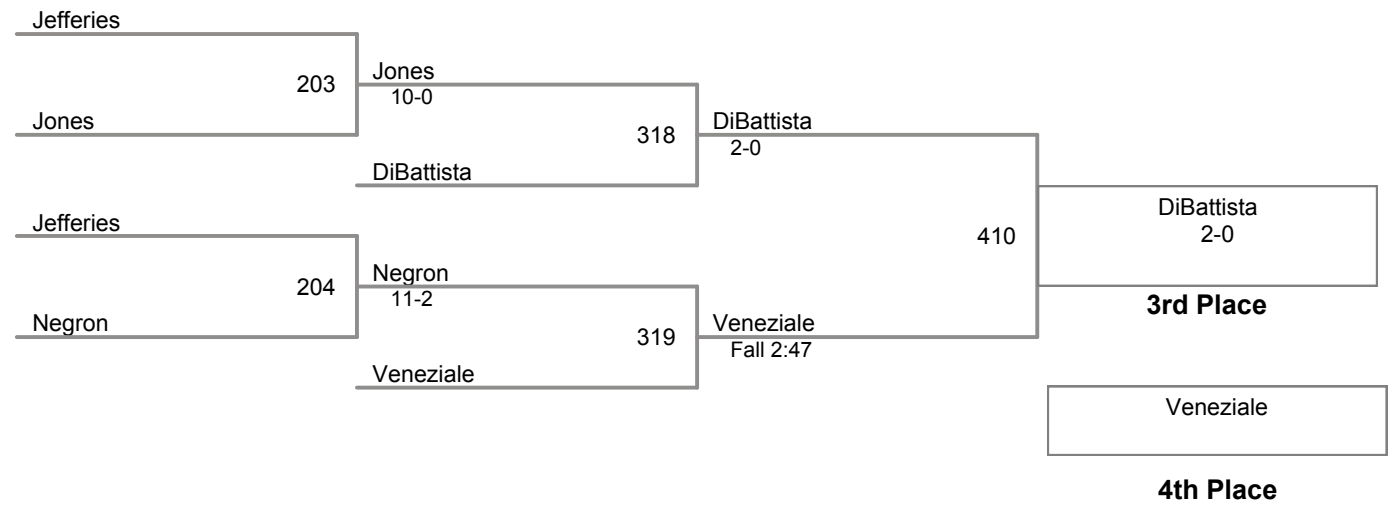 Jefferies
203
Jones
10-0
Jones
318
DiBattista
2-0
DiBattista
Jefferies
204
Negron
11-2
Negron
319
Veneziale
Fall 2:47
Veneziale
410
DiBattista
2-0
3rd Place
Veneziale
4th Place